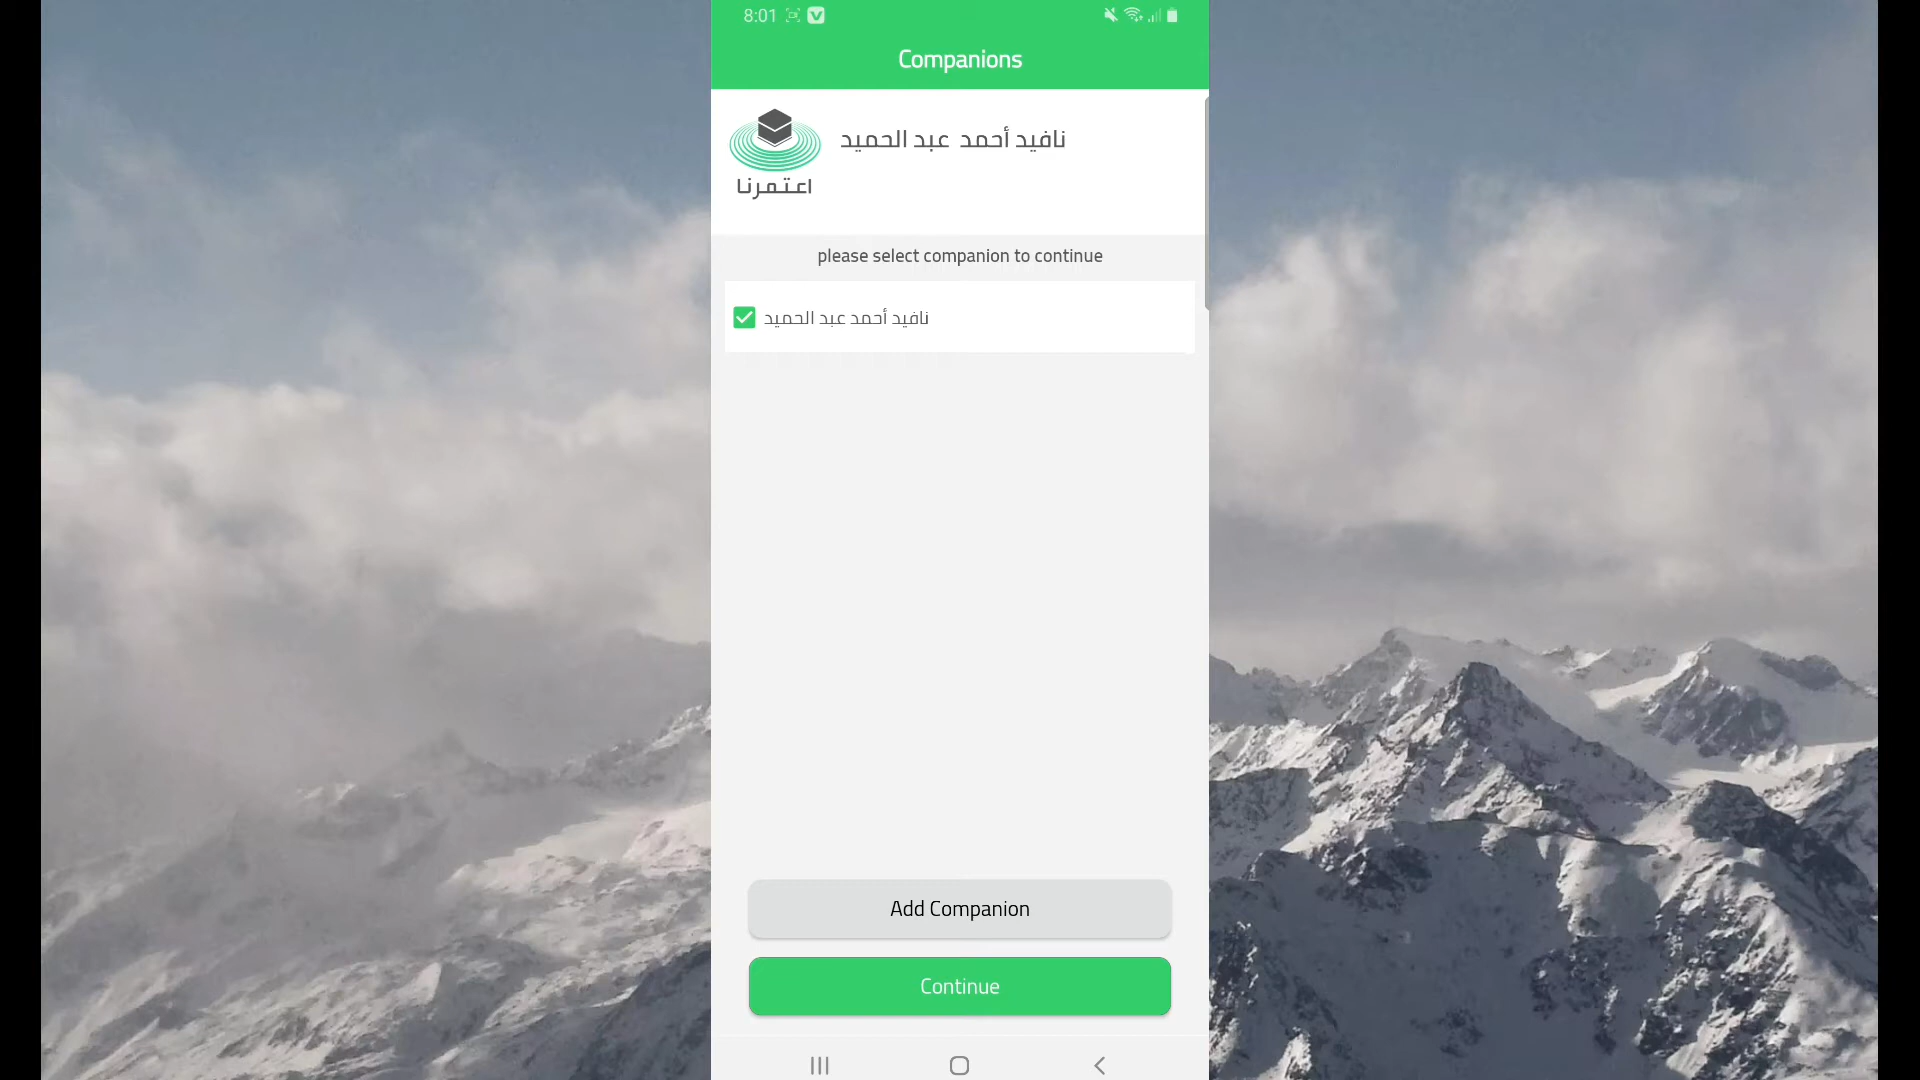 8:01
Companions
نافيد أحمد عبد الحميد
اعتمرنا
please select companion to continue
نافيد أحمد عبد الحميد
Add Companion
Continue